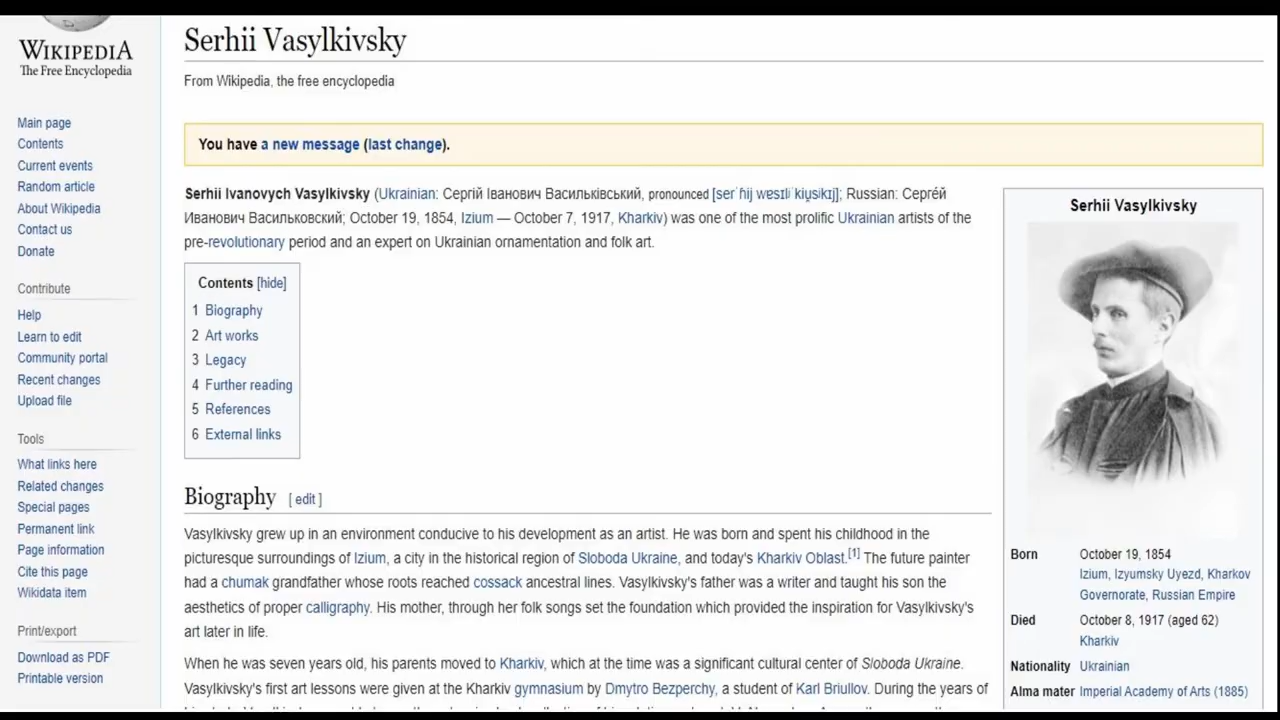 WIKIPEDIA
The Free Encyclopedia
Main page
Contents
Current events
Random article
About Wikipedia
Contact us
Donate
Contribute
Help
Learn to edit
Community portal
Recent changes
Upload file
Tools
What links here
Related changes
Special pages
Permanent link
Page information
Cite this page
Wikidata item
Print/export
Download as PDF
Printable version
Serhii Vasylkivsky
From Wikipedia, the free encyclopedia
You have a new message (last change).
Serhii Ivanovych Vasylkivsky (Ukrainian: Сергій Іванович Васильківський, pronounced Russian: Серге́й
Иванович Васильковский; October 19, 1854, Izium — October 7, 1917, Kharkiv) was one of the most prolific Ukrainian artists of the
pre-revolutionary period and an expert on Ukrainian ornamentation and folk art.
Contents [hide]
1 Biography
2 Art works
3 Legacy
4 Further reading
5 References
6 External links
Biography [ edit ]
Vasylkivsky grew up in an environment conducive to his development as an artist. He was born and spent his childhood in the
picturesque surroundings of Izium, a city in the historical region of Sloboda Ukraine, and today's Kharkiv Oblast.[1] The future painter
had a chumak grandfather whose roots reached cossack ancestral lines. Vasylkivsky's father was a writer and taught his son the
aesthetics of proper calligraphy. His mother, through her folk songs set the foundation which provided the inspiration for Vasylkivsky's
art later in life.
When he was seven years old, his parents moved to Kharkiv, which at the time was a significant cultural center of Sloboda Ukraine.
Vasylkivsky's first art lessons were given at the Kharkiv gymnasium by Dmytro Bezperchy, a student of Karl Briullov. During the years of
Serhii Vasylkivsky
Born October 19, 1854
Izium, Izyumsky Uyezd, Kharkov
Governorate, Russian Empire
Died October 8, 1917 (aged 62)
Kharkiv
Nationality Ukrainian
Alma mater Imperial Academy of Arts (1885)